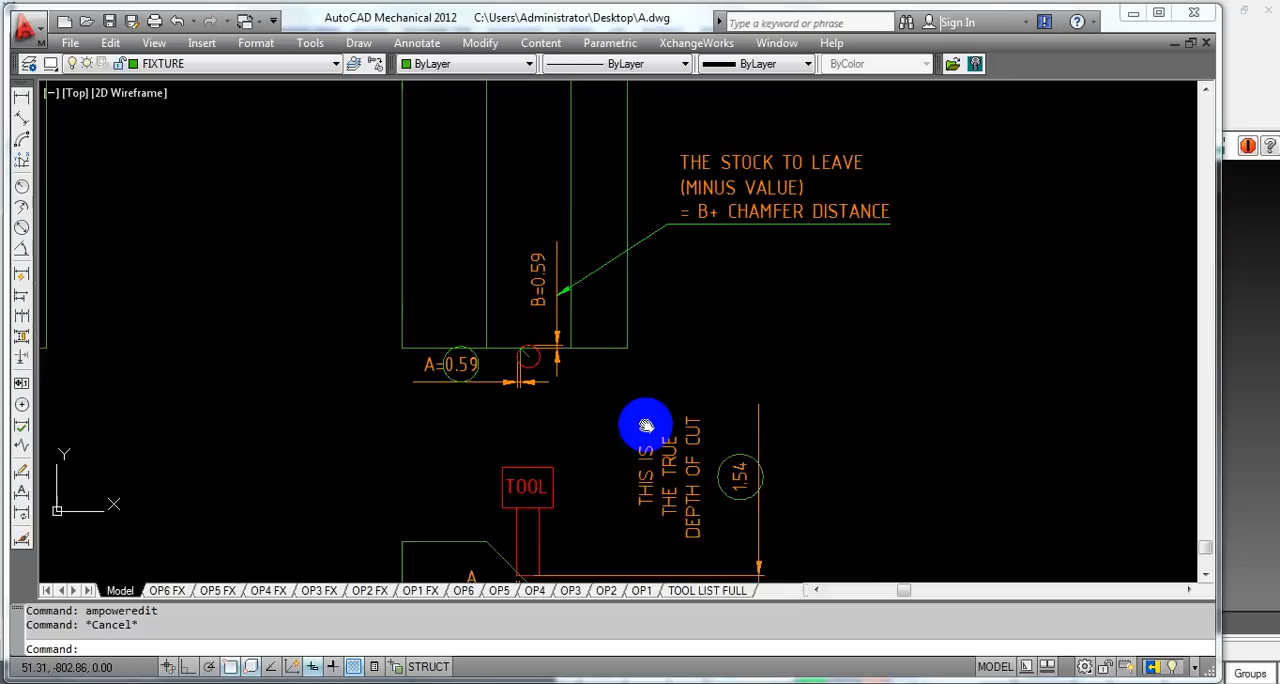 AutoCAD Mechanical 2012 C:\Users\Administrator\Desktop\A.dwg
Type a keyword or phrase
Sign In
File Edit View Insert Format Tools Draw Annotate Modify Content Parametric XchangeWorks Window Help
FIXTURE
ByLayer
ByLayer
ByLayer
ByColor
[−] [Top] [2D Wireframe]
THE STOCK TO LEAVE
(MINUS VALUE)
= B+ CHAMFER DISTANCE
B=0.59
A=0.59
THIS IS
THE TRUE
DEPTH OF CUT
1.54
TOOL
A
Y
X
Model OP6 FX OP5 FX OP4 FX OP3 FX OP2 FX OP1 FX OP6 OP5 OP4 OP3 OP2 OP1 TOOL LIST FULL
Command: ampoweredit
Command: *Cancel*
Command:
51.31, -802.86, 0.00
STRUCT
MODEL
Groups